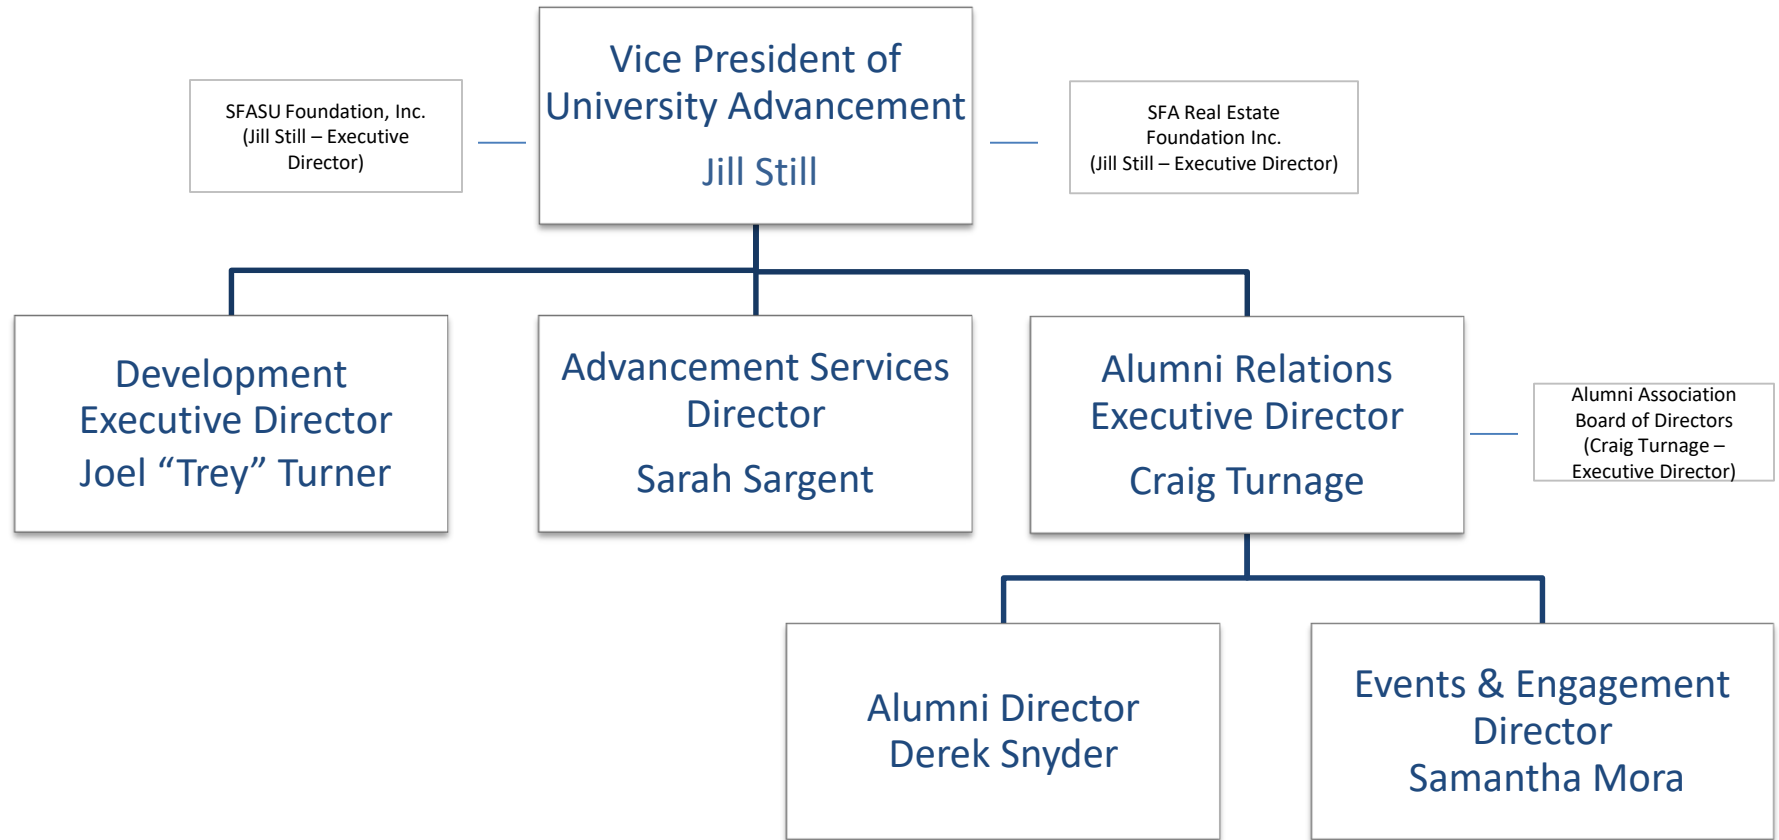 Vice President of
University Advancement
Jill Still
SFASU Foundation, Inc.
(Jill Still – Executive
Director)
SFA Real Estate
Foundation Inc.
(Jill Still – Executive Director)
Development
Executive Director
Joel “Trey” Turner
Advancement Services
Director
Sarah Sargent
Alumni Relations
Executive Director
Craig Turnage
Alumni Association
Board of Directors
(Craig Turnage –
Executive Director)
Alumni Director
Derek Snyder
Events & Engagement
Director
Samantha Mora